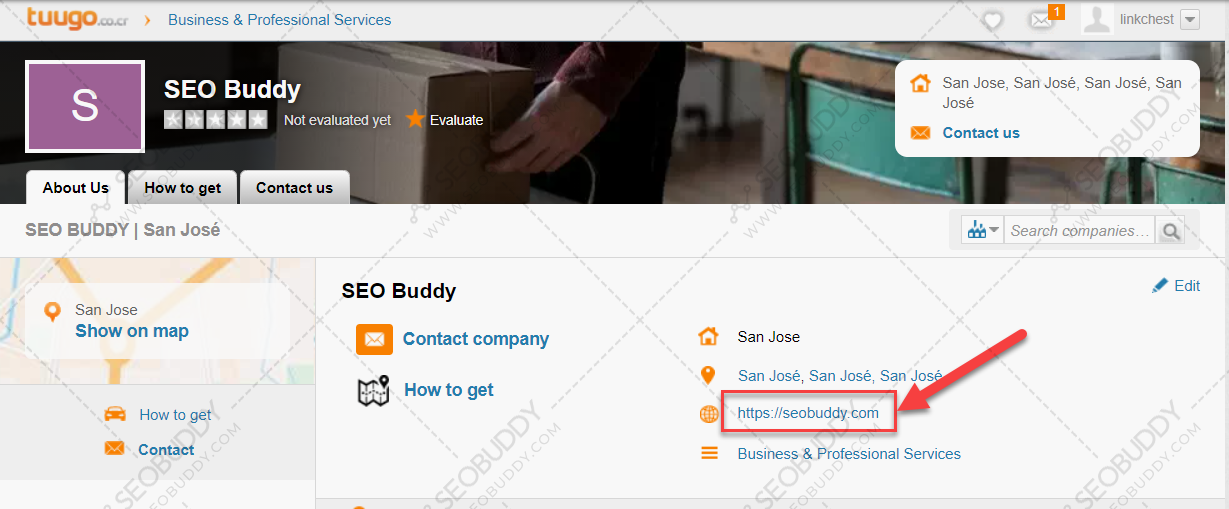 tuugo.co.cr
Business & Professional Services
1
linkchest
S
SEO Buddy
Not evaluated yet
Evaluate
San Jose, San José, San José, San
José
Contact us
About Us
How to get
Contact us
SEO BUDDY | San José
Search companies...
San Jose
Show on map
How to get
Contact
SEO Buddy
Edit
Contact company
How to get
San Jose
San José, San José, San José
https://seobuddy.com
Business & Professional Services
WWW.SEOBUDDY.COM
SEOBUDDY